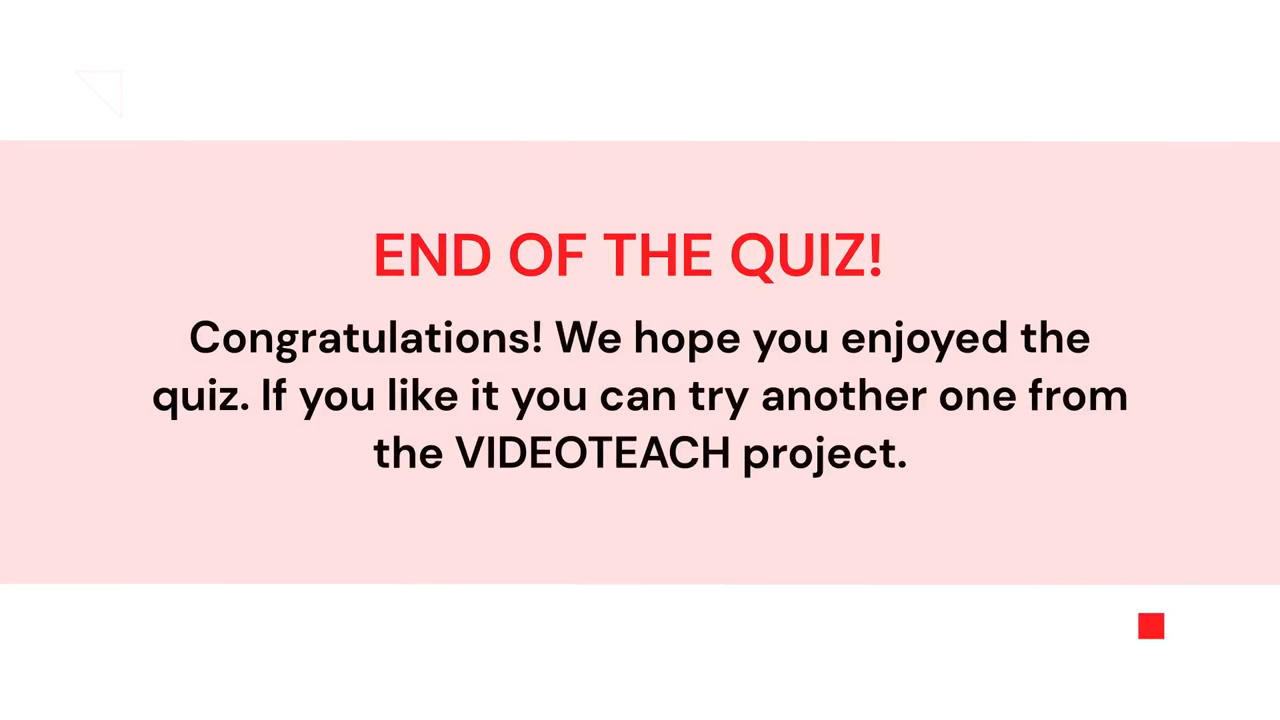 END OF THE QUIZ!
Congratulations! We hope you enjoyed the
quiz. If you like it you can try another one from
the VIDEOTEACH project.